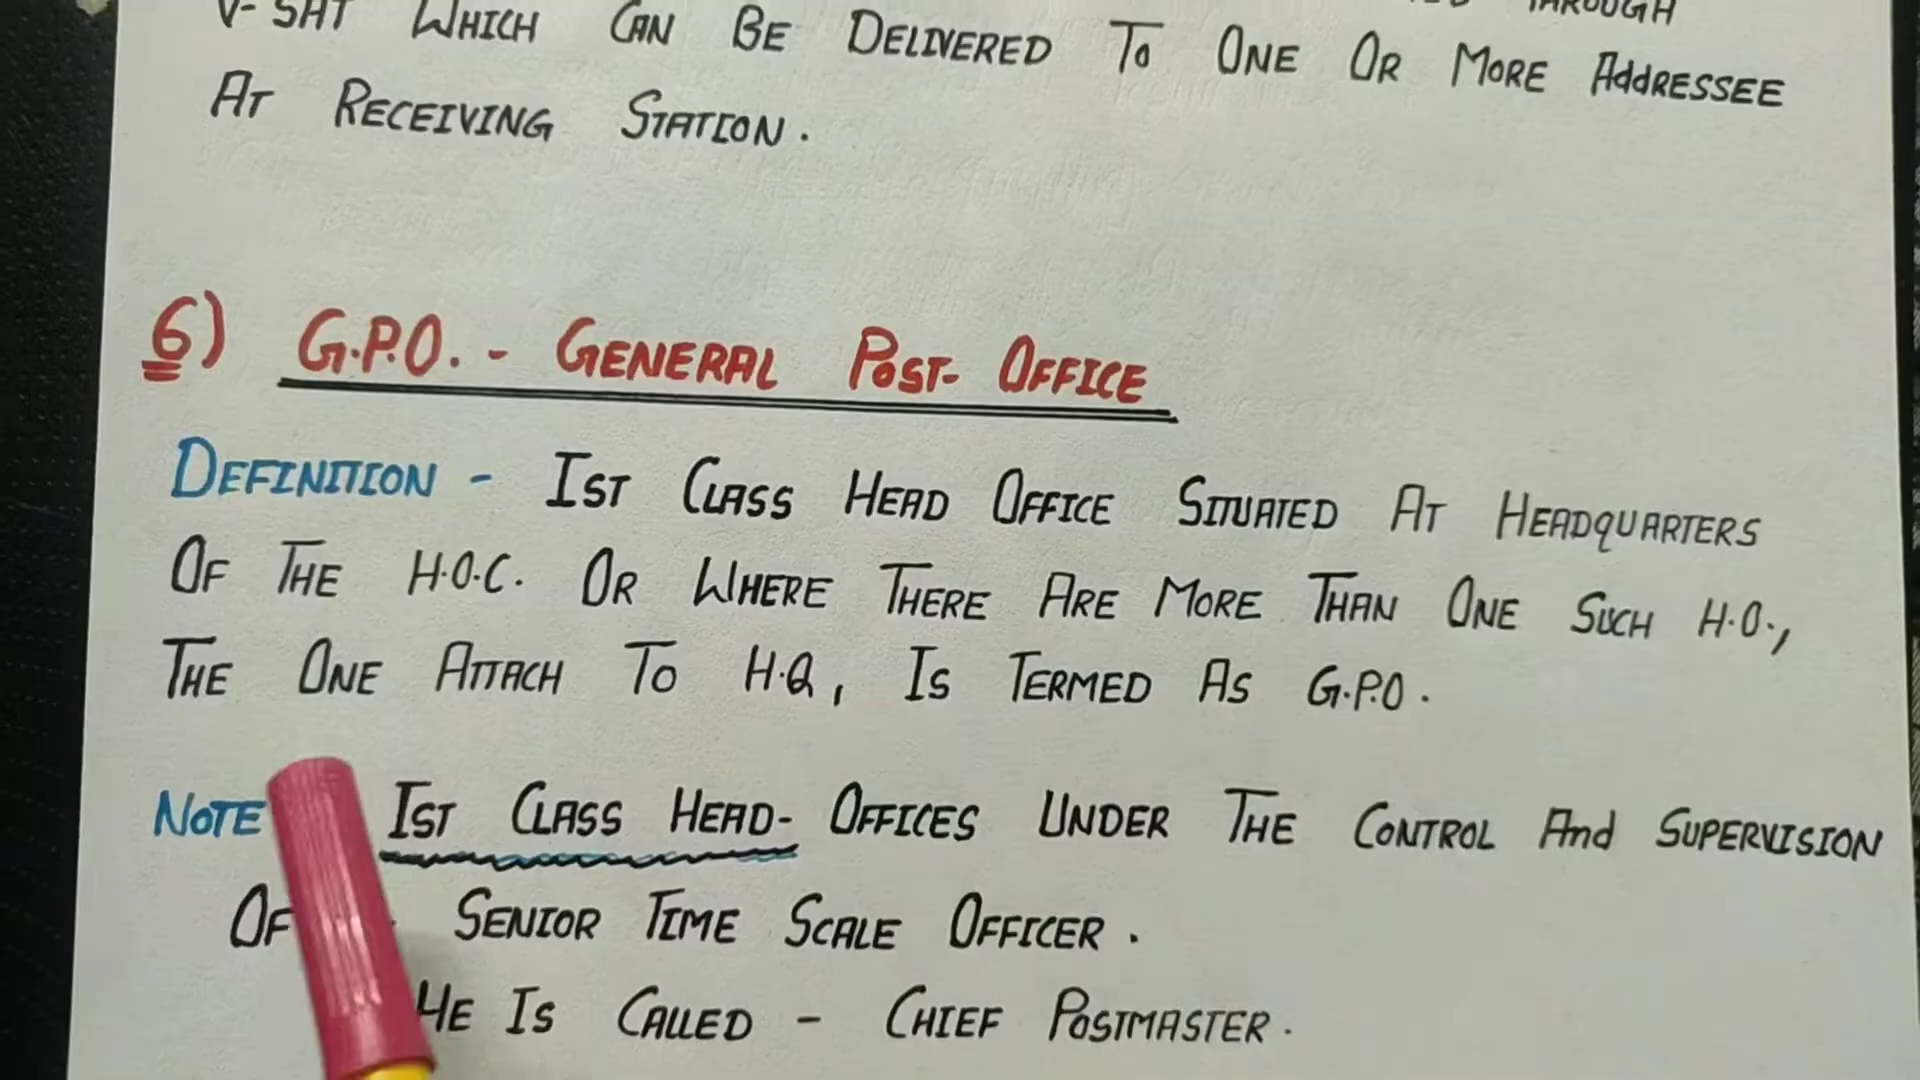 THROUGH
V-SAT WHICH CAN BE DELIVERED TO ONE OR MORE ADDRESSEE
AT RECEIVING STATION.
6) G.P.O. - GENERAL POST-OFFICE
DEFINITION - IST CLASS HEAD OFFICE SITUATED AT HEADQUARTERS
OF THE H.O.C. OR WHERE THERE ARE MORE THAN ONE SUCH H.O.,
THE ONE ATTACH TO H.Q, IS TERMED AS G.P.O.
NOTE IST CLASS HEAD-OFFICES UNDER THE CONTROL AND SUPERVISION
OF - SENIOR TIME SCALE OFFICER.
HE IS CALLED - CHIEF POSTMASTER.